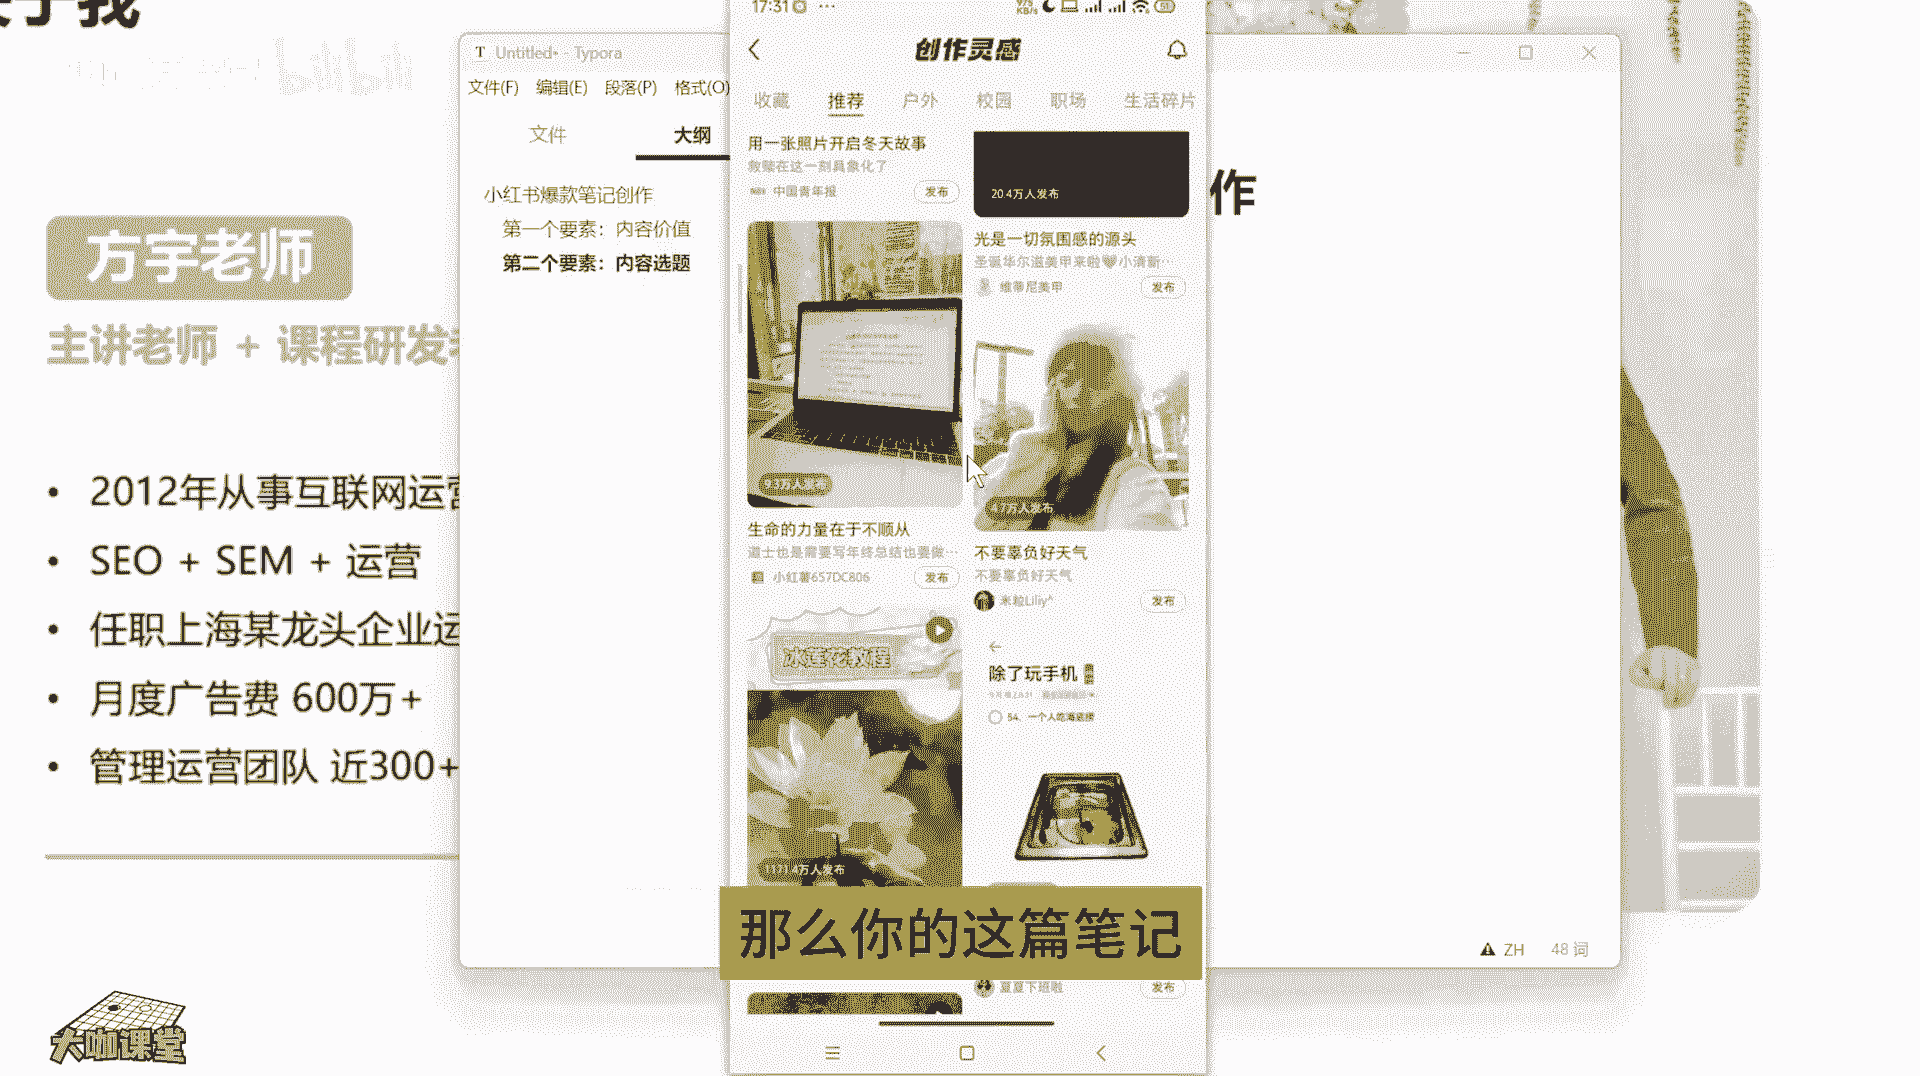 于我
bilibili
方宇老师
主讲老师 + 课程研发
2012年从事互联网运营
SEO + SEM + 运营
任职上海某龙头企业运
月度广告费 600万+
管理运营团队 近300+
大咖课堂
Untitled• - Typora
文件(F) 编辑(E) 段落(P) 格式(O)
文件 大纲
小红书爆款笔记创作
第一个要素：内容价值
第二个要素：内容选题
作
ZH 48 词
17:31
KB/s
51
创作灵感
收藏 推荐 户外 校园 职场 生活碎片
用一张照片开启冬天故事
救赎在这一刻具象化了
中国青年报 发布
9.3万人发布
生命的力量在于不顺从
道士也是需要写年终总结也要做…
小红薯657DC806 发布
冰莲花教程
1171.4万人发布
20.4万人发布
光是一切氛围感的源头
圣诞华尔滋美甲来啦🖤小清新…
维蒂尼美甲 发布
4.7万人发布
不要辜负好天气
不要辜负好天气
米粒Liliy^ 发布
除了玩手机
54、一个人吃海底捞
夏夏下班啦 发布
那么你的这篇笔记